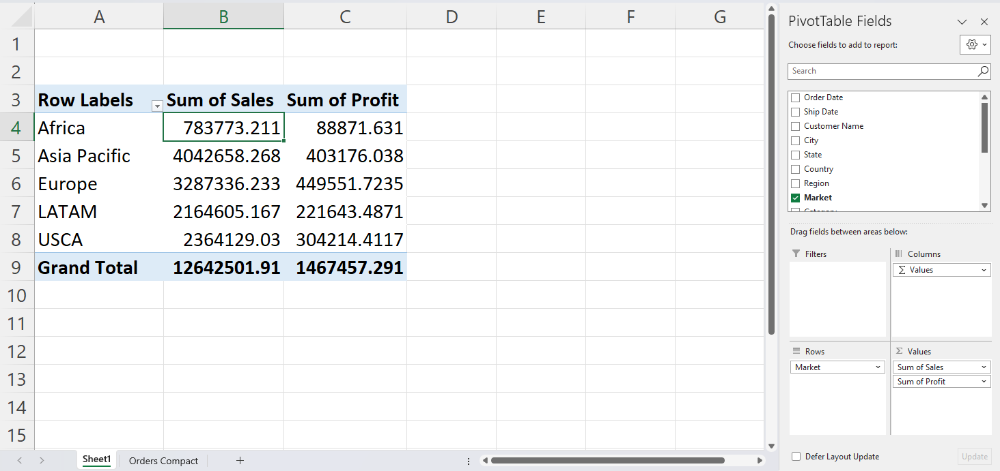 A B C D E F G
1
2
3 Row Labels Sum of Sales Sum of Profit
4 Africa 783773.211 88871.631
5 Asia Pacific 4042658.268 403176.038
6 Europe 3287336.233 449551.7235
7 LATAM 2164605.167 221643.4871
8 USCA 2364129.03 304214.4117
9 Grand Total 12642501.91 1467457.291
10
11
12
13
14
15
Sheet1 Orders Compact +
PivotTable Fields
Choose fields to add to report:
Search
Order Date
Ship Date
Customer Name
City
State
Country
Region
Market
Category
Drag fields between areas below:
Filters
Columns
Σ Values
Rows
Market
Σ Values
Sum of Sales
Sum of Profit
Defer Layout Update
Update